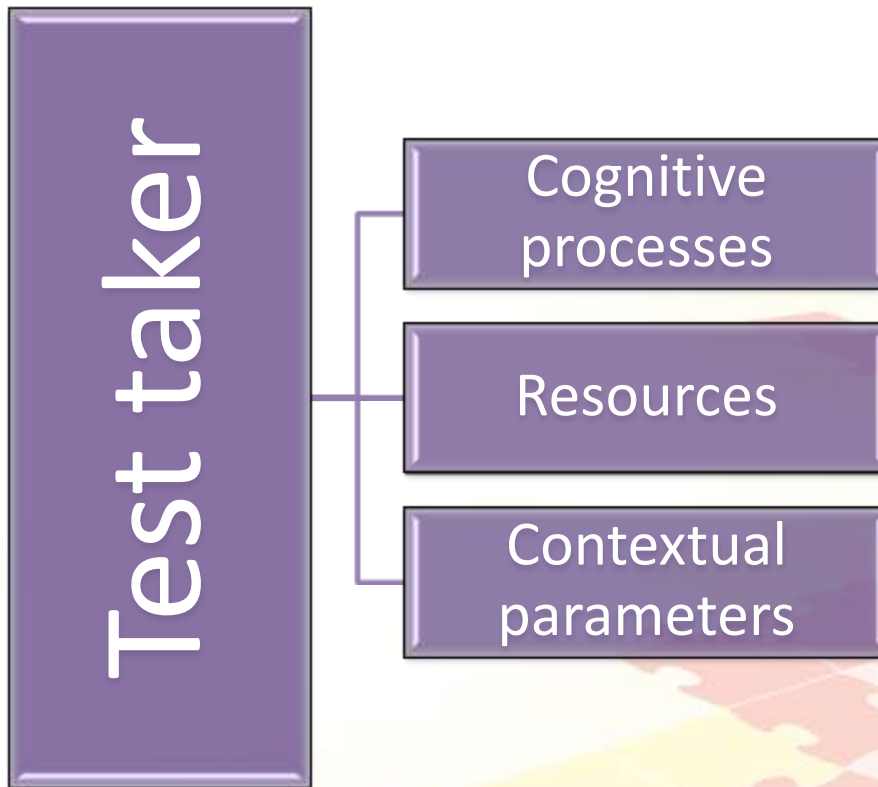 Test taker
Cognitive
processes
Resources
Contextual
parameters